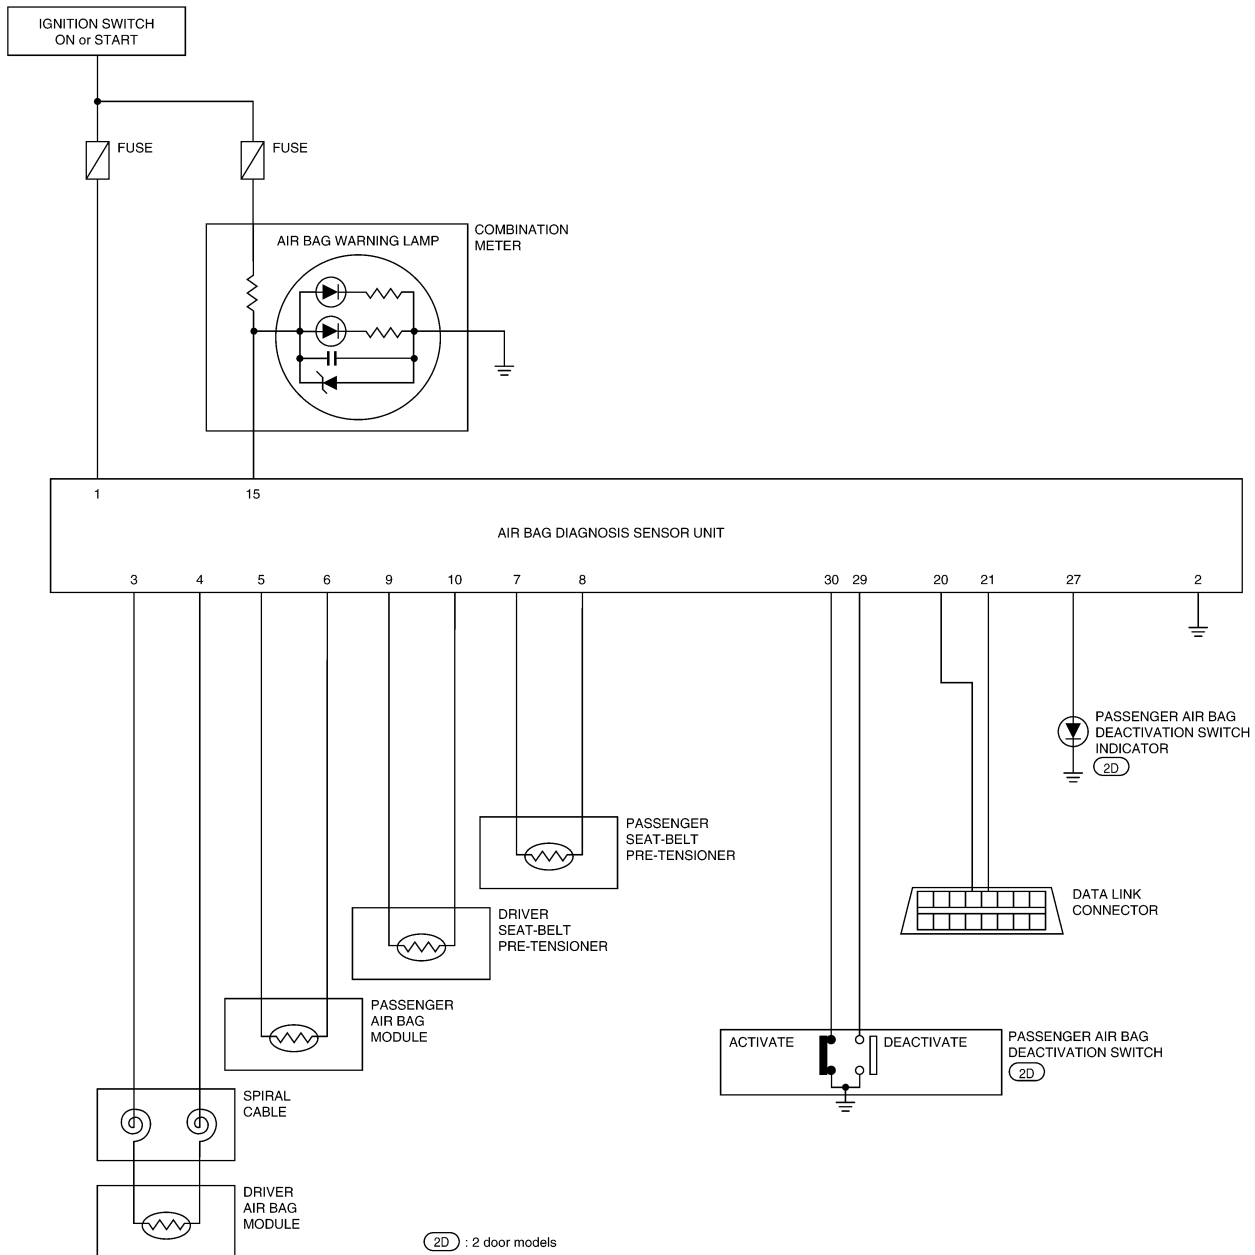 IGNITION SWITCH
ON or START
FUSE
FUSE
COMBINATION
METER
AIR BAG WARNING LAMP
1
15
AIR BAG DIAGNOSIS SENSOR UNIT
3 4 5 6 9 10 7 8 30 29 20 21 27 2
PASSENGER AIR BAG
DEACTIVATION SWITCH
INDICATOR
2D
PASSENGER
SEAT-BELT
PRE-TENSIONER
DATA LINK
CONNECTOR
DRIVER
SEAT-BELT
PRE-TENSIONER
PASSENGER
AIR BAG
MODULE
ACTIVATE
DEACTIVATE
PASSENGER AIR BAG
DEACTIVATION SWITCH
2D
SPIRAL
CABLE
DRIVER
AIR BAG
MODULE
2D : 2 door models